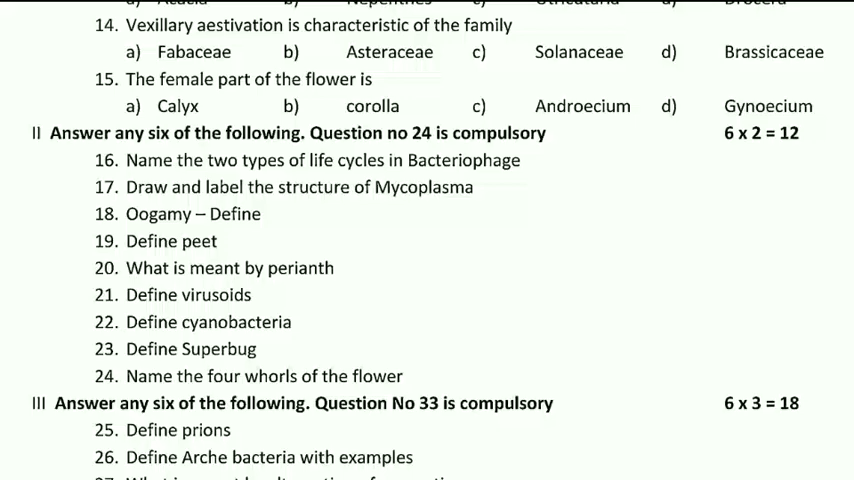 a) Acacia b) Nepenthes c) Utricularia d) Drocera
14. Vexillary aestivation is characteristic of the family
a) Fabaceae b) Asteraceae c) Solanaceae d) Brassicaceae
15. The female part of the flower is
a) Calyx b) corolla c) Androecium d) Gynoecium
II Answer any six of the following. Question no 24 is compulsory 6 x 2 = 12
16. Name the two types of life cycles in Bacteriophage
17. Draw and label the structure of Mycoplasma
18. Oogamy – Define
19. Define peet
20. What is meant by perianth
21. Define virusoids
22. Define cyanobacteria
23. Define Superbug
24. Name the four whorls of the flower
III Answer any six of the following. Question No 33 is compulsory 6 x 3 = 18
25. Define prions
26. Define Arche bacteria with examples